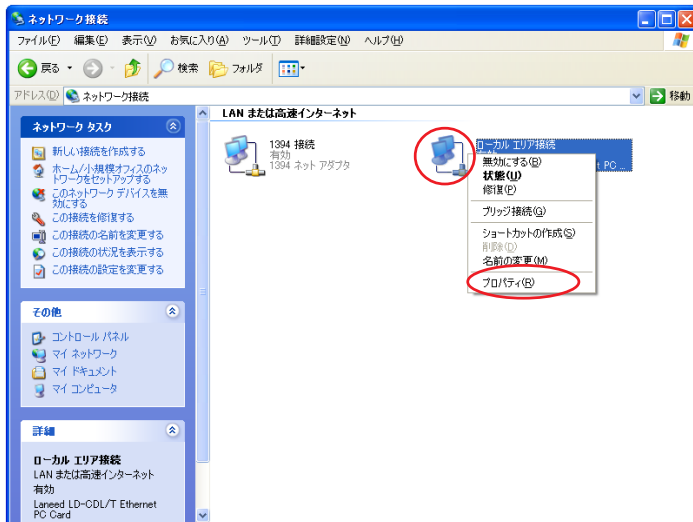 ネットワーク接続
ファイル(F) 編集(E) 表示(V) お気に入り(A) ツール(T) 詳細設定(N) ヘルプ(H)
戻る 検索 フォルダ
アドレス(D) ネットワーク接続 移動
ネットワーク タスク
新しい接続を作成する
ホーム/小規模オフィスのネッ
トワークをセットアップする
このネットワーク デバイスを無
効にする
この接続を修復する
この接続の名前を変更する
この接続の状況を表示する
この接続の設定を変更する
その他
コントロール パネル
マイ ネットワーク
マイ ドキュメント
マイ コンピュータ
詳細
ローカル エリア接続
LAN または高速インターネット
有効
Laneed LD-CDL/T Ethernet
PC Card
LAN または高速インターネット
1394 接続
有効
1394 ネット アダプタ
ローカル エリア接続
有効
et PC ...
無効にする(B)
状態(U)
修復(P)
ブリッジ接続(G)
ショートカットの作成(S)
削除(D)
名前の変更(M)
プロパティ(R)